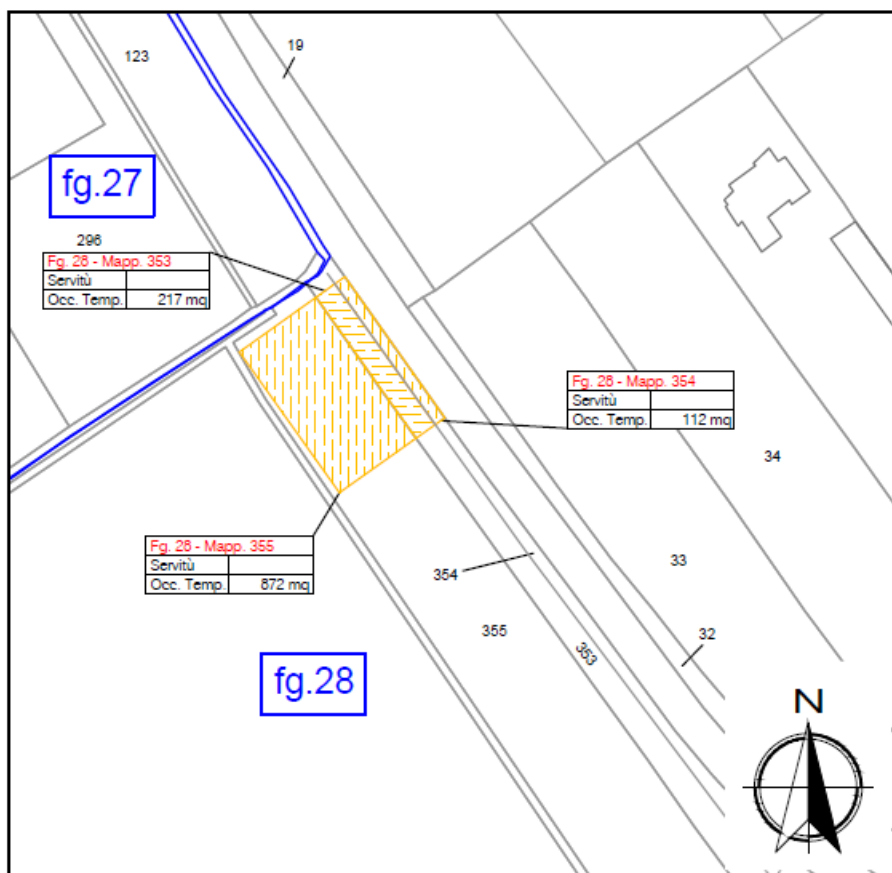 19
123
fg.27
296
Fg. 28 - Mapp. 353
Servitù
Occ. Temp. 217 mq
Fg. 28 - Mapp. 354
Servitù
Occ. Temp. 112 mq
34
Fg. 28 - Mapp. 355
Servitù
Occ. Temp. 872 mq
33
354
355
32
353
fg.28
N